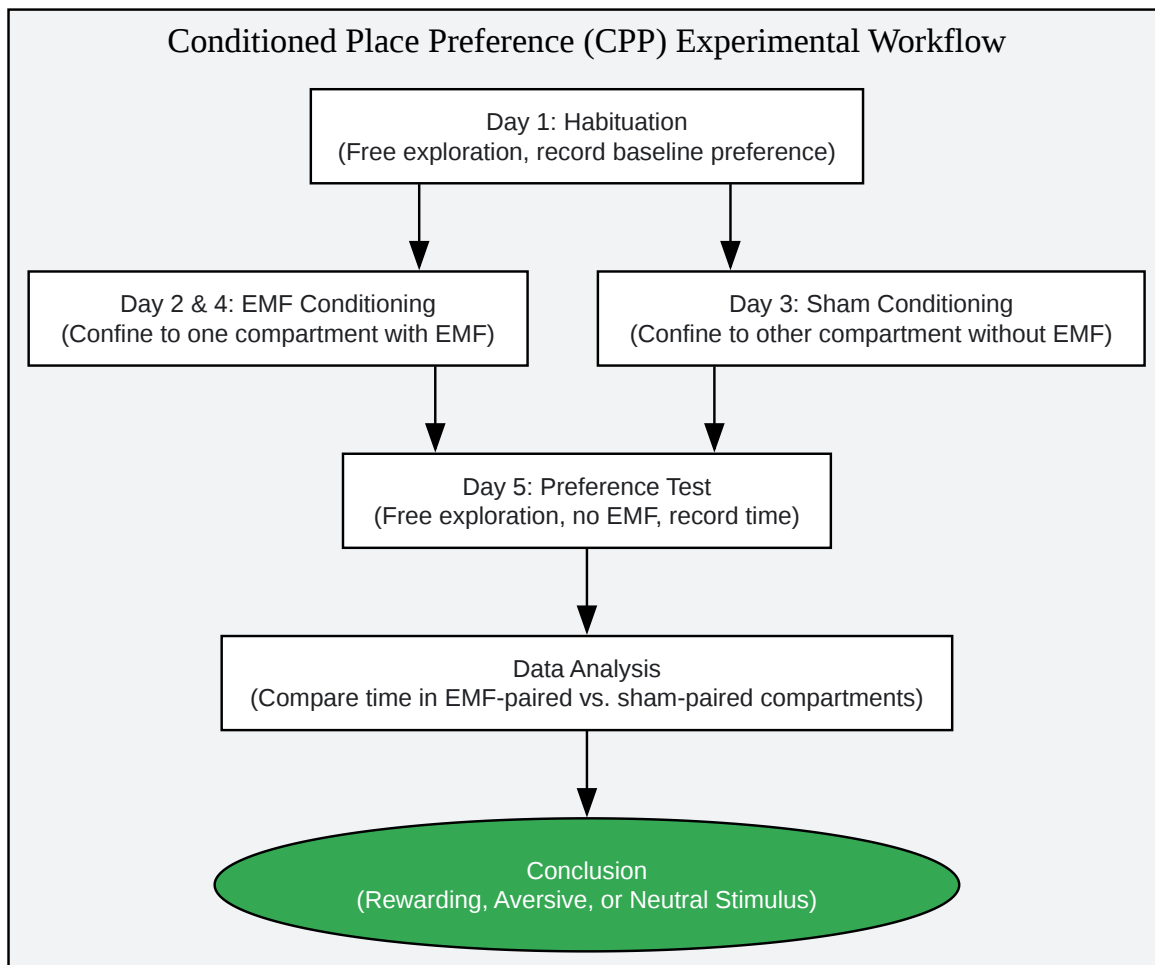 Conditioned Place Preference (CPP) Experimental Workflow
Day 1: Habituation
(Free exploration, record baseline preference)
Day 2 & 4: EMF Conditioning
(Confine to one compartment with EMF)
Day 3: Sham Conditioning
(Confine to other compartment without EMF)
Day 5: Preference Test
(Free exploration, no EMF, record time)
Data Analysis
(Compare time in EMF-paired vs. sham-paired compartments)
Conclusion
(Rewarding, Aversive, or Neutral Stimulus)